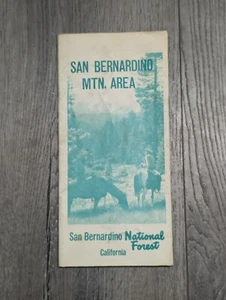 SAN BERNARDINO
MTN. AREA
San Bernardino National
Forest
California